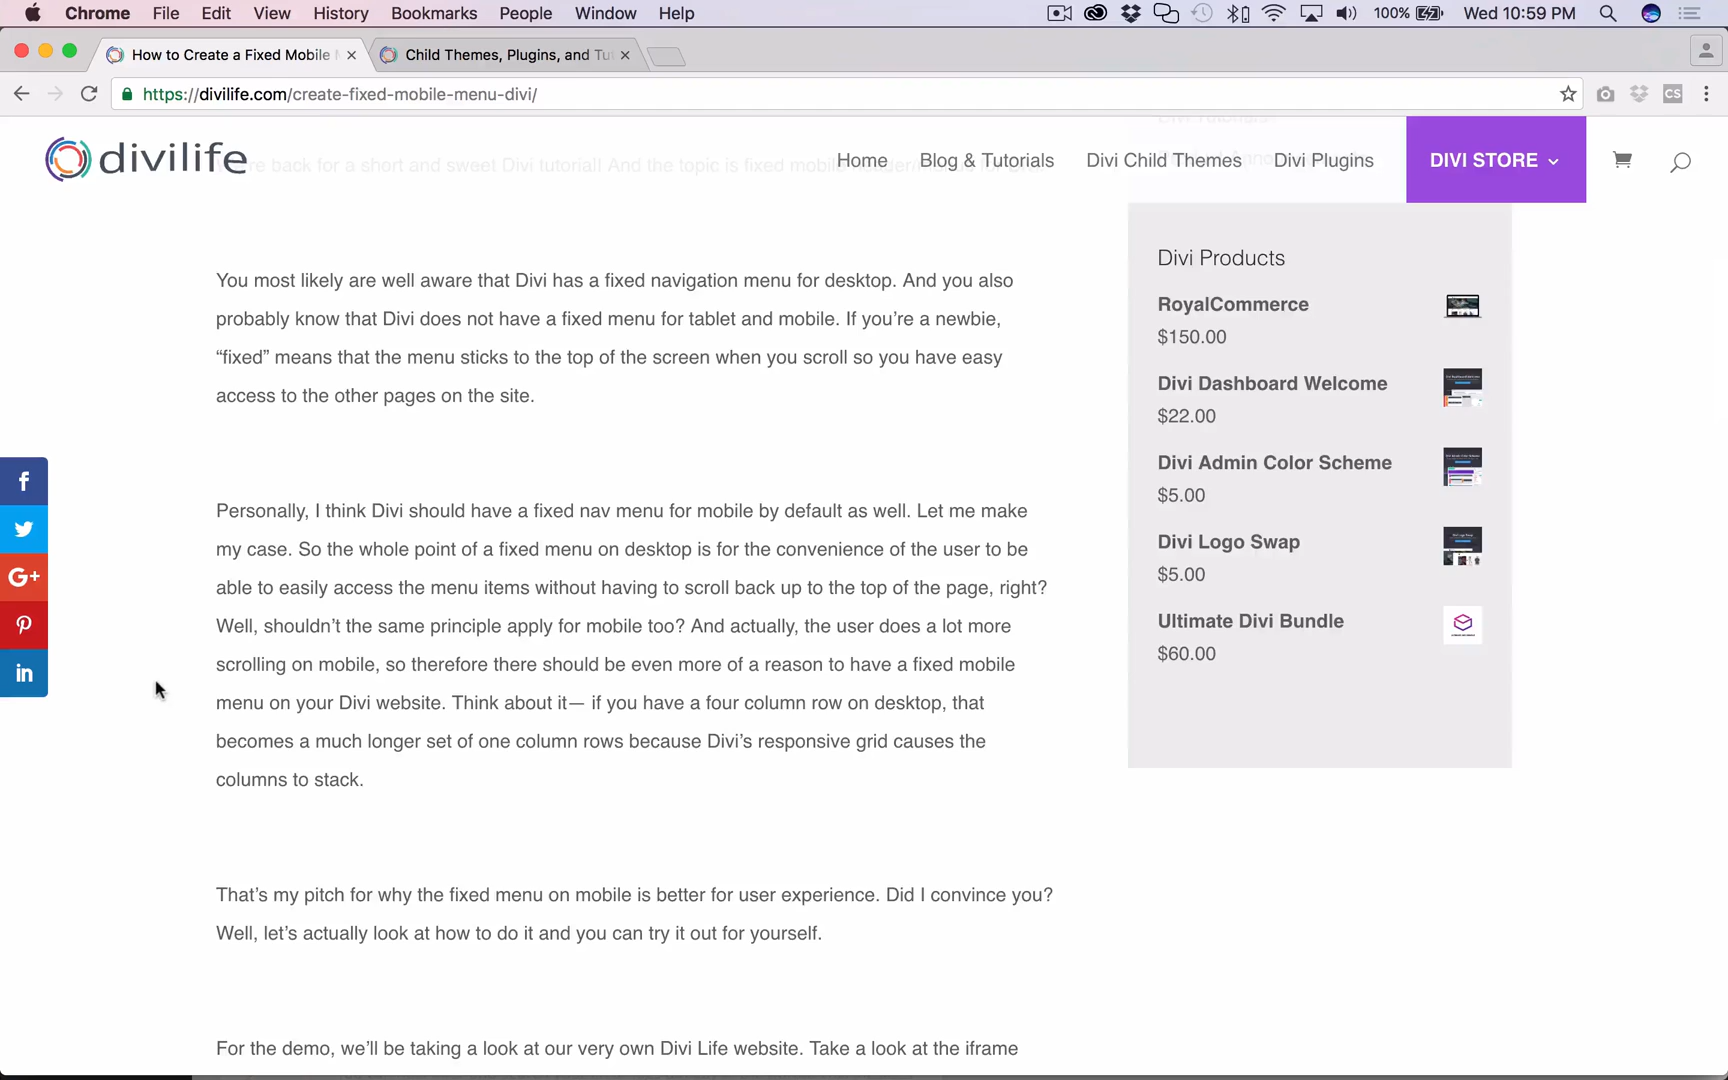 Chrome File Edit View History Bookmarks People Window Help 100% Wed 10:59 PM
How to Create a Fixed Mobile Child Themes, Plugins, and Tut
https://divilife.com/create-fixed-mobile-menu-divi/ CS
divilife Home Blog & Tutorials Divi Child Themes Divi Plugins DIVI STORE
back for a short and sweet Divi tutorial! And the topic is fixed mobile
Divi Products
RoyalCommerce
$150.00
Divi Dashboard Welcome
$22.00
Divi Admin Color Scheme
$5.00
Divi Logo Swap
$5.00
Ultimate Divi Bundle
$60.00
You most likely are well aware that Divi has a fixed navigation menu for desktop. And you also
probably know that Divi does not have a fixed menu for tablet and mobile. If you’re a newbie,
“fixed” means that the menu sticks to the top of the screen when you scroll so you have easy
access to the other pages on the site.
Personally, I think Divi should have a fixed nav menu for mobile by default as well. Let me make
my case. So the whole point of a fixed menu on desktop is for the convenience of the user to be
able to easily access the menu items without having to scroll back up to the top of the page, right?
Well, shouldn’t the same principle apply for mobile too? And actually, the user does a lot more
scrolling on mobile, so therefore there should be even more of a reason to have a fixed mobile
menu on your Divi website. Think about it— if you have a four column row on desktop, that
becomes a much longer set of one column rows because Divi’s responsive grid causes the
columns to stack.
That’s my pitch for why the fixed menu on mobile is better for user experience. Did I convince you?
Well, let’s actually look at how to do it and you can try it out for yourself.
For the demo, we’ll be taking a look at our very own Divi Life website. Take a look at the iframe
f
G+
in